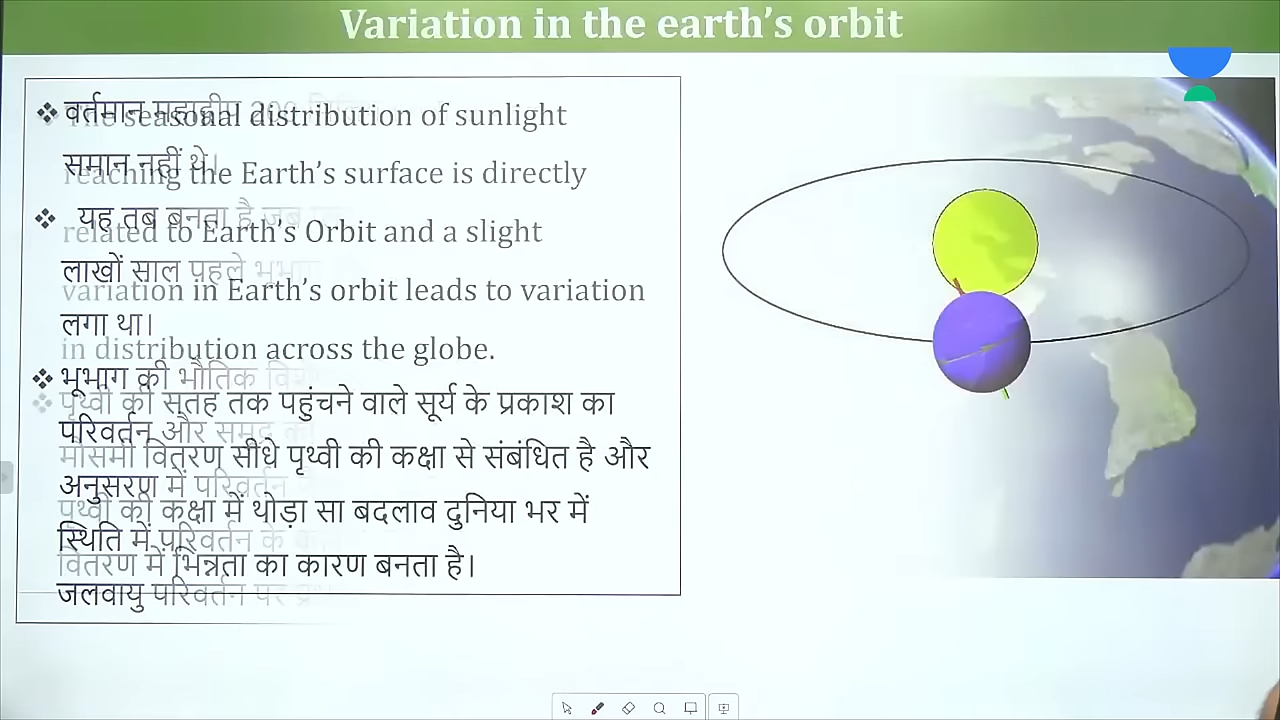 Variation in the earth's orbit
वर्तमान महाद्वीप 200
The seasonal distribution of sunlight
समान नहीं थे।
reaching the Earth's surface is directly
यह तब बनता है जब
related to Earth's Orbit and a slight
लाखों साल पहले भूभाग
variation in Earth's orbit leads to variation
लगा था।
in distribution across the globe.
भूभाग की भौतिक
पृथ्वी की सतह तक पहुंचने वाले सूर्य के प्रकाश का
परिवर्तन और समुद्र की
मौसमी वितरण सीधे पृथ्वी की कक्षा से संबंधित है और
अनुसरण में परिवर्तन
पृथ्वी की कक्षा में थोड़ा सा बदलाव दुनिया भर में
स्थिति में परिवर्तन के
वितरण में भिन्नता का कारण बनता है।
जलवायु परिवर्तन पर